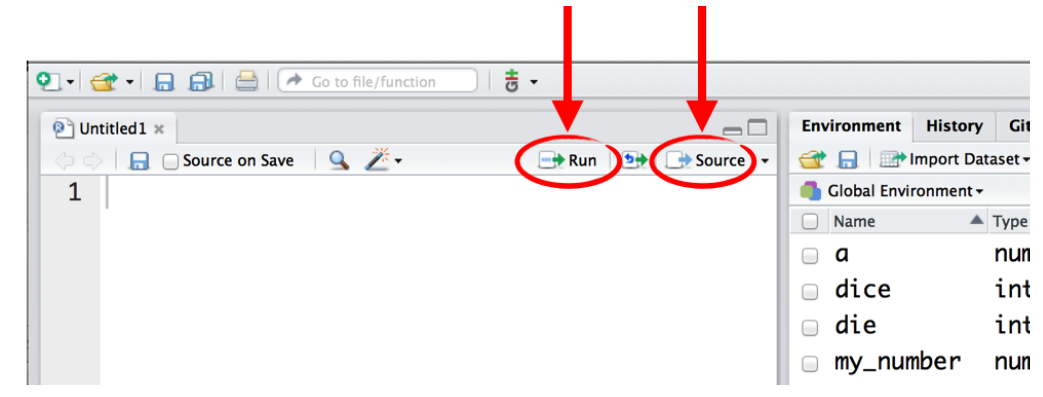 Go to file/function
Untitled1
Source on Save
Run
Source
1
Environment History Git
Import Dataset
Global Environment
Name Type
a num
dice int
die int
my_number num